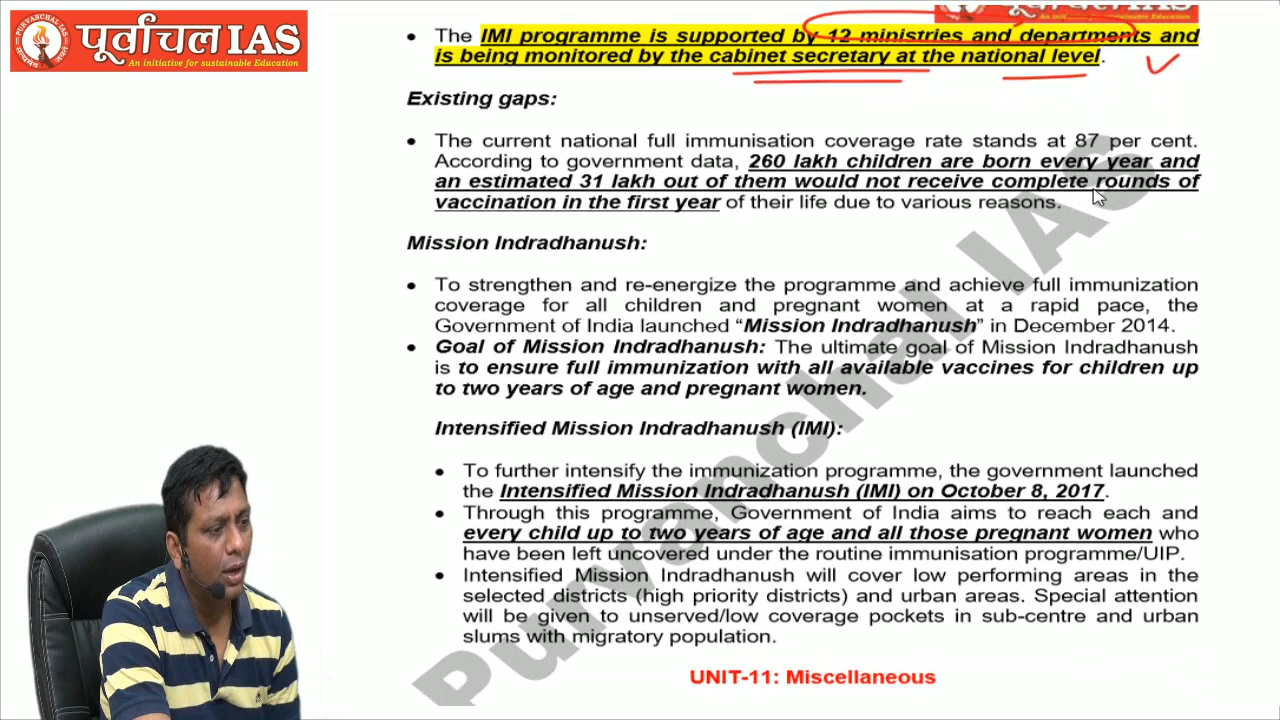 PURVANCHAL IAS
पूर्वांचल IAS
An initiative for sustainable Education
• The IMI programme is supported by 12 ministries and departments and
is being monitored by the cabinet secretary at the national level.
Existing gaps:
• The current national full immunisation coverage rate stands at 87 per cent.
According to government data, 260 lakh children are born every year and
an estimated 31 lakh out of them would not receive complete rounds of
vaccination in the first year of their life due to various reasons.
Mission Indradhanush:
• To strengthen and re-energize the programme and achieve full immunization
coverage for all children and pregnant women at a rapid pace, the
Government of India launched “Mission Indradhanush” in December 2014.
• Goal of Mission Indradhanush: The ultimate goal of Mission Indradhanush
is to ensure full immunization with all available vaccines for children up
to two years of age and pregnant women.
Intensified Mission Indradhanush (IMI):
• To further intensify the immunization programme, the government launched
the Intensified Mission Indradhanush (IMI) on October 8, 2017.
• Through this programme, Government of India aims to reach each and
every child up to two years of age and all those pregnant women who
have been left uncovered under the routine immunisation programme/UIP.
• Intensified Mission Indradhanush will cover low performing areas in the
selected districts (high priority districts) and urban areas. Special attention
will be given to unserved/low coverage pockets in sub-centre and urban
slums with migratory population.
UNIT-11: Miscellaneous
Purvanchal IAS